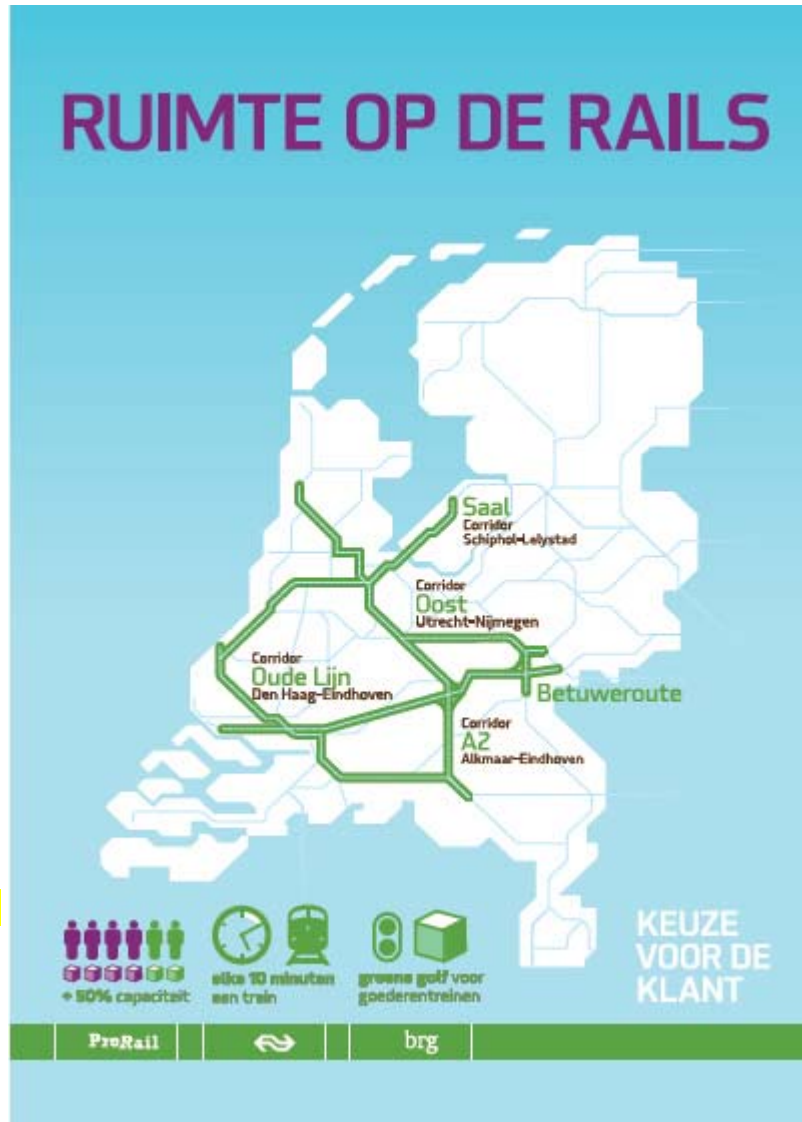 RUIMTE OP DE RAILS
Saal
Corridor
Schiphol-Lelystad
Corridor
Oost
Utrecht-Nijmegen
Corridor
Oude Lijn
Den Haag-Eindhoven
Betuweroute
Corridor
A2
Alkmaar-Eindhoven
+ 50% capaciteit
elke 10 minuten
een trein
groene golf voor
goederentreinen
KEUZE
VOOR DE
KLANT
ProRail
brg